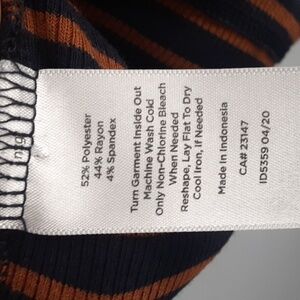 52% Polyester
44% Rayon
4% Spandex
Turn Garment Inside Out
Machine Wash Cold
Only Non-Chlorine Bleach
When Needed
Reshape, Lay Flat To Dry
Cool Iron, if Needed
Made In Indonesia
CA# 23147
ID5359 04/20